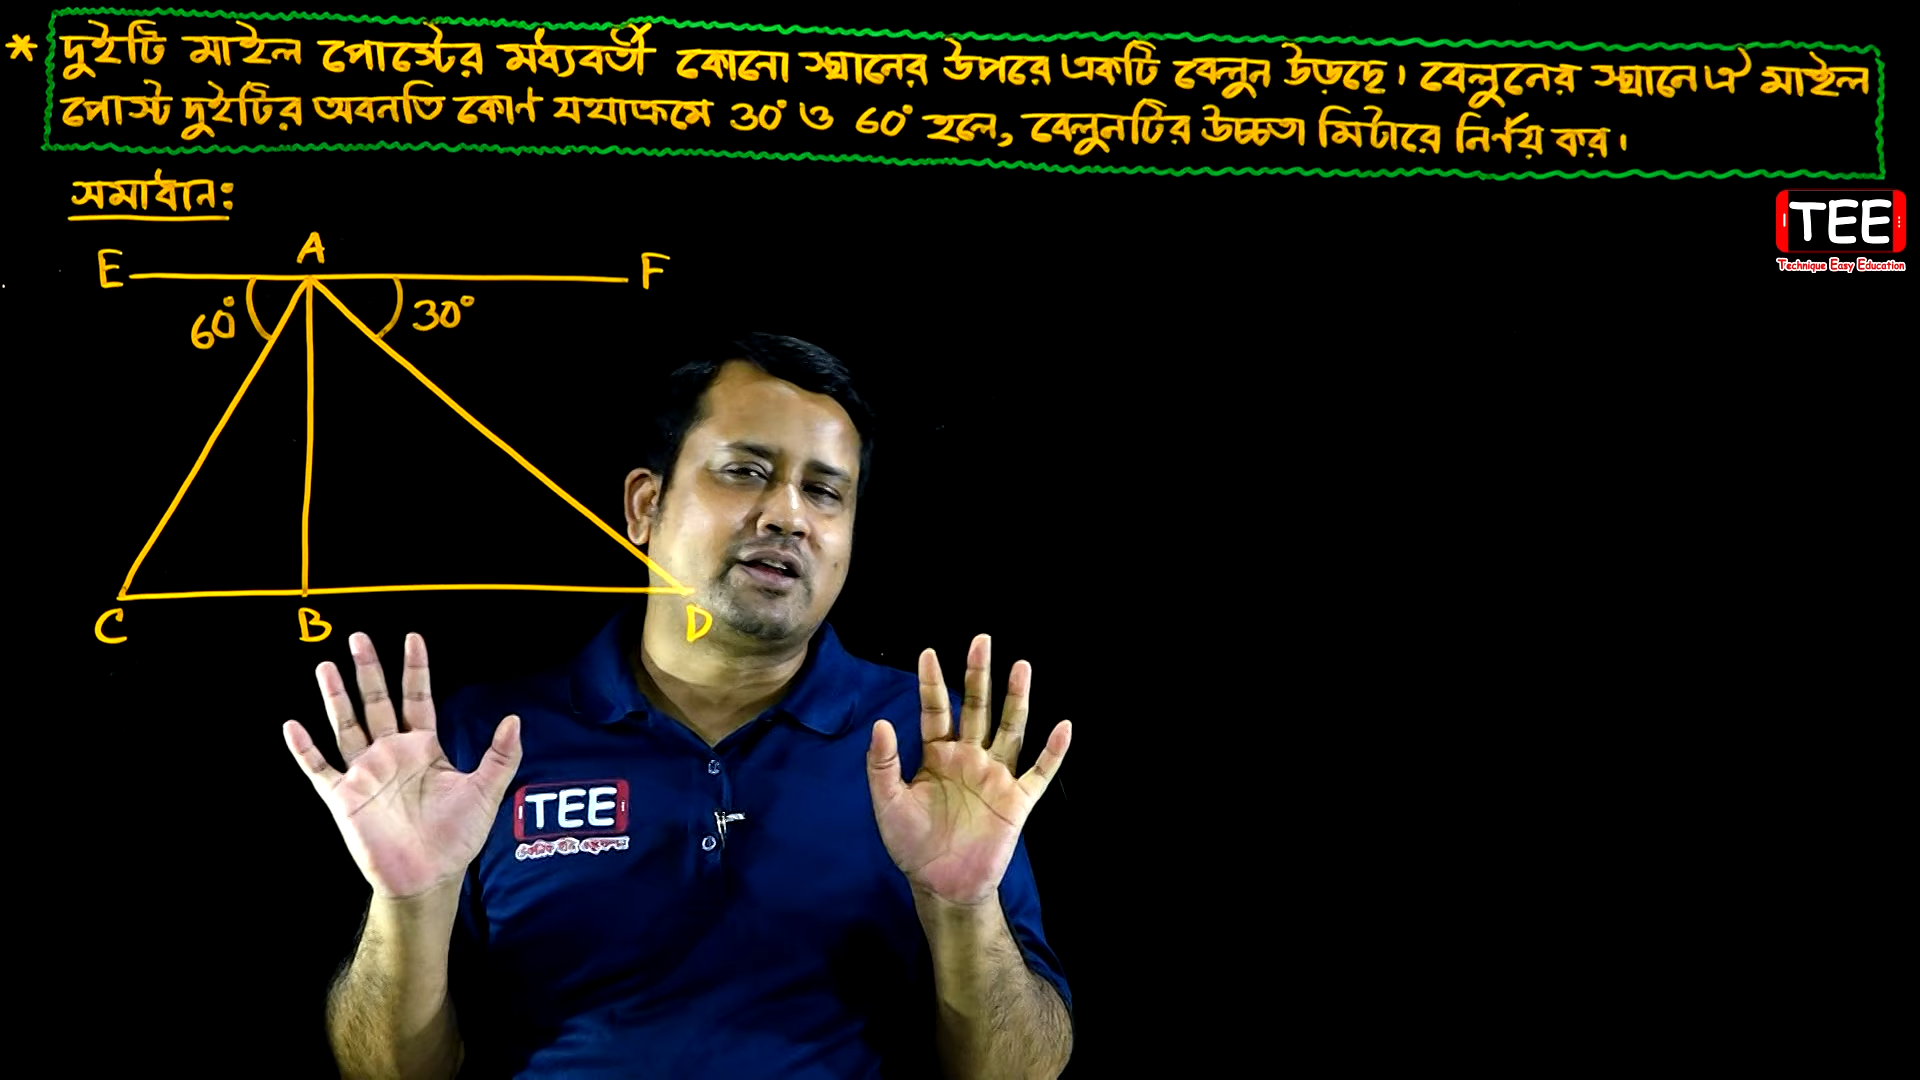 * দুইটি মাইল পোস্টের মধ্যবর্তী কোনো স্থানের উপরে একটি বেলুন উড়ছে। বেলুনের স্থানে ঐ মাইল
পোস্ট দুইটির অবনতি কোণ যথাক্রমে 30° ও 60° হলে, বেলুনটির উচ্চতা মিটারে নির্ণয় কর।
সমাধান:
TEE
Technique Easy Education
E A F
60° 30°
C B D
TEE